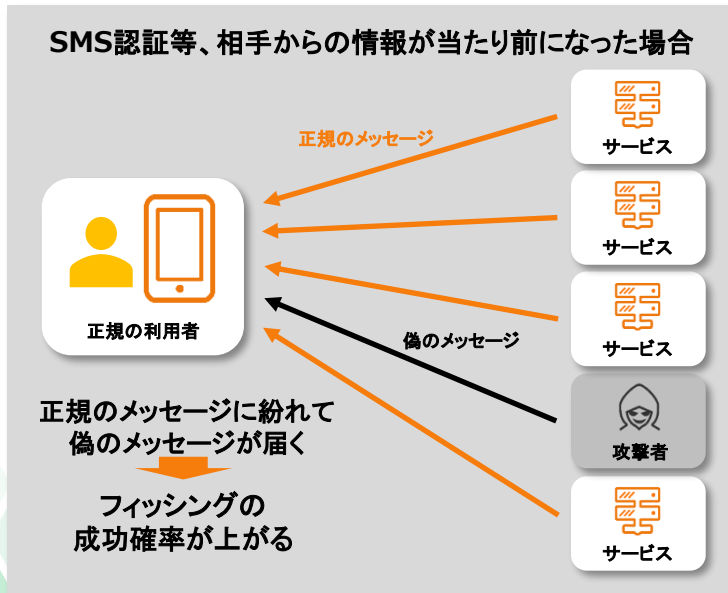 SMS認証等、相手からの情報が当たり前になった場合
正規のメッセージ
サービス
サービス
正規の利用者
偽のメッセージ
サービス
正規のメッセージに紛れて
偽のメッセージが届く
攻撃者
フィッシングの
成功確率が上がる
サービス